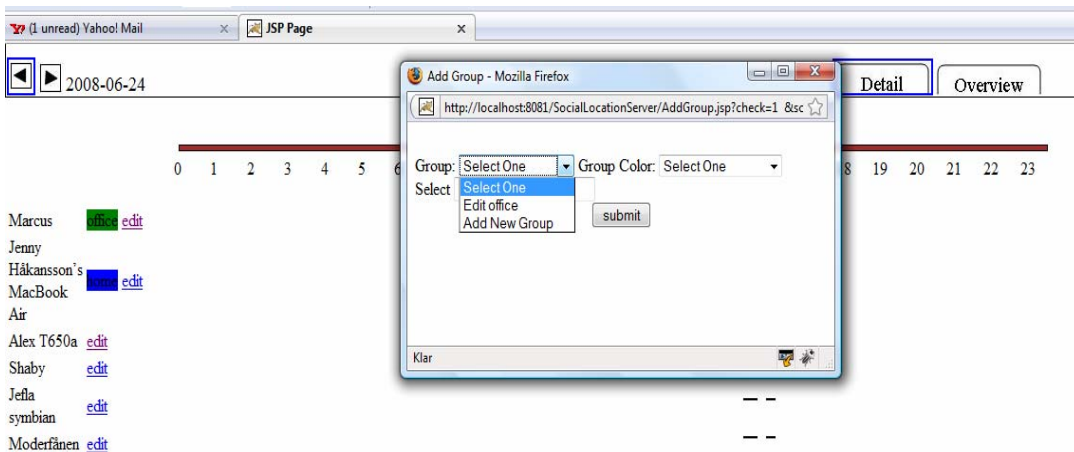 (1 unread) Yahoo! Mail x JSP Page x
2008-06-24
Detail Overview
0 1 2 3 4 5 6
8 19 20 21 22 23
Marcus office edit
Jenny
Håkansson's
MacBook
Air
home edit
Alex T650a edit
Shaby edit
Jefla
symbian
edit
Moderfånen edit
Add Group - Mozilla Firefox
http://localhost:8081/SocialLocationServer/AddGroup.jsp?check=1 &sc
Group: Select One Group Color: Select One
Select
Select One
Edit office
Add New Group
submit
Klar